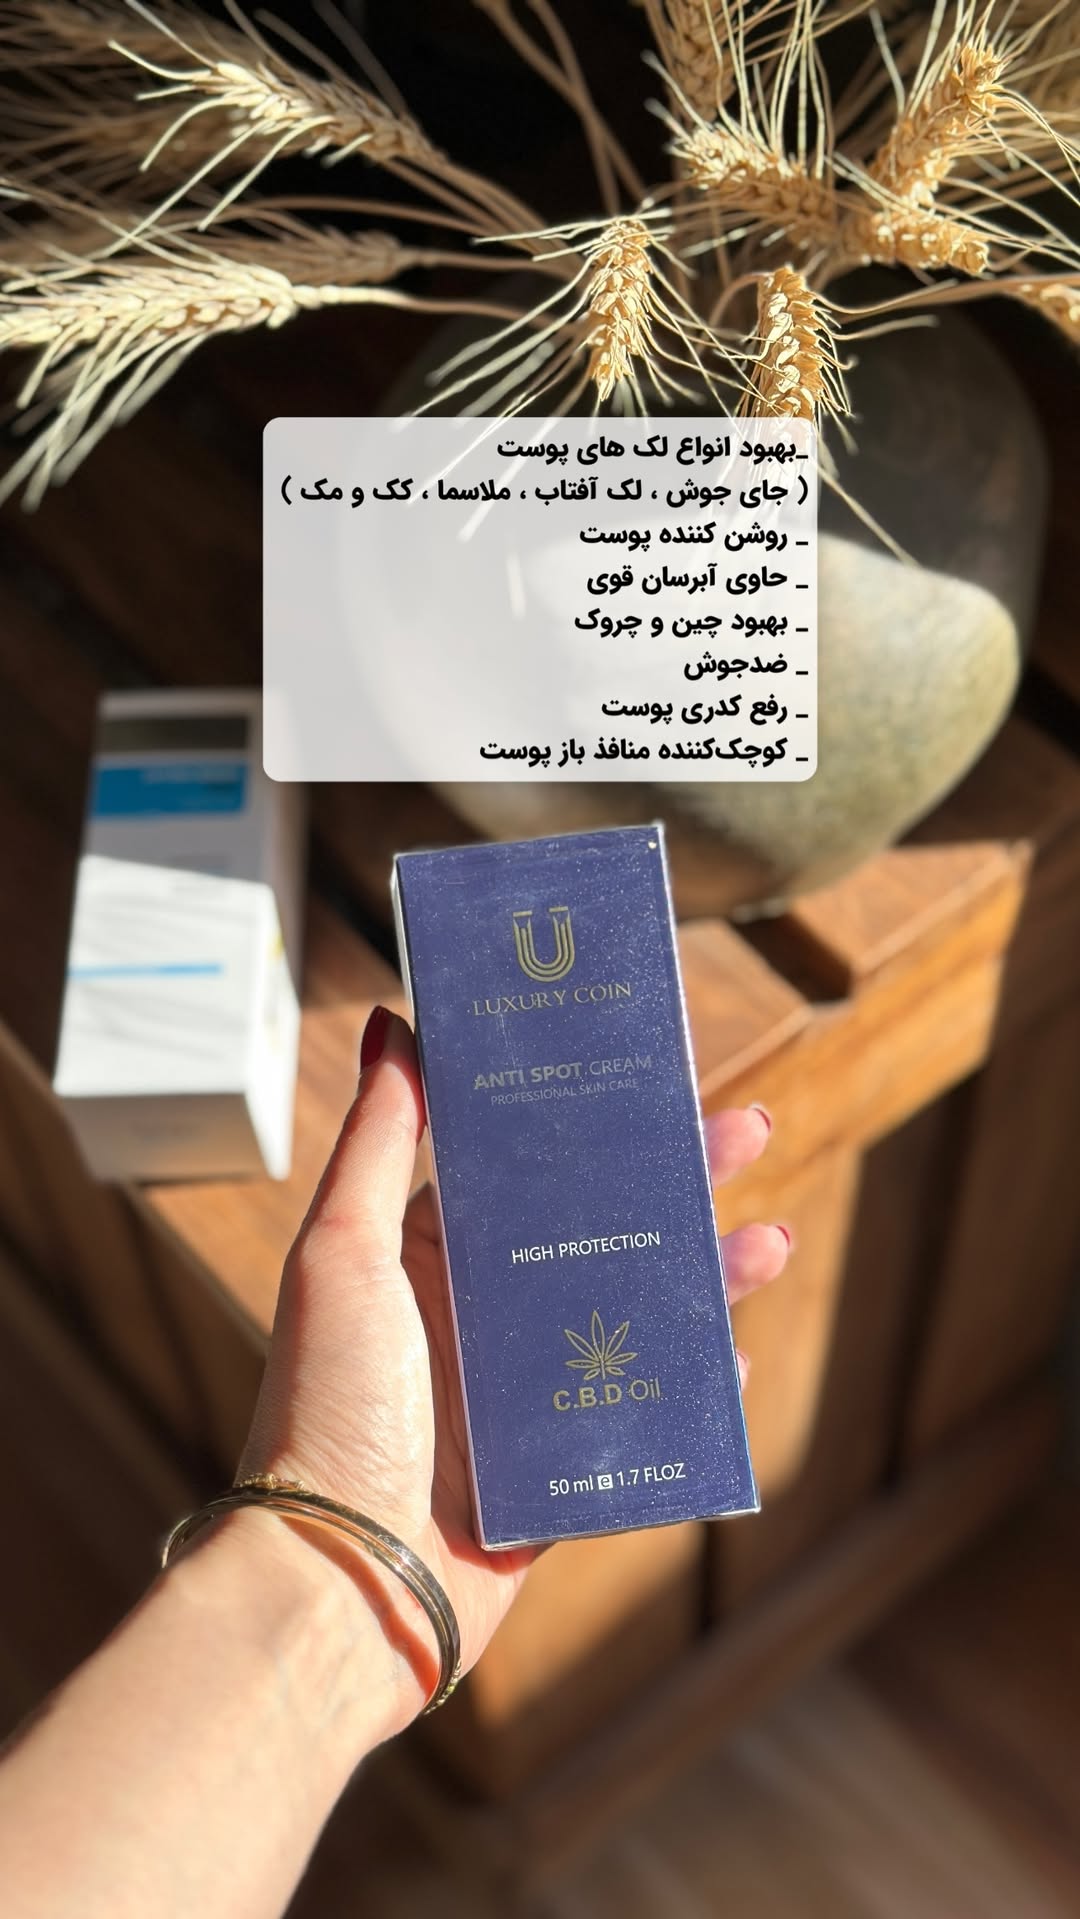 _بهبود انواع لک های پوست
( جای جوش ، لک آفتاب ، ملاسما ، کک و مک )
_ روشن کننده پوست
_ حاوی آبرسان قوی
_ بهبود چین و چروک
_ ضدجوش
_ رفع کدری پوست
_ کوچک‌کننده منافذ باز پوست
LUXURY COIN
ANTI SPOT CREAM
PROFESSIONAL SKIN CARE
HIGH PROTECTION
C.B.D Oil
50 ml e 1.7 FLOZ